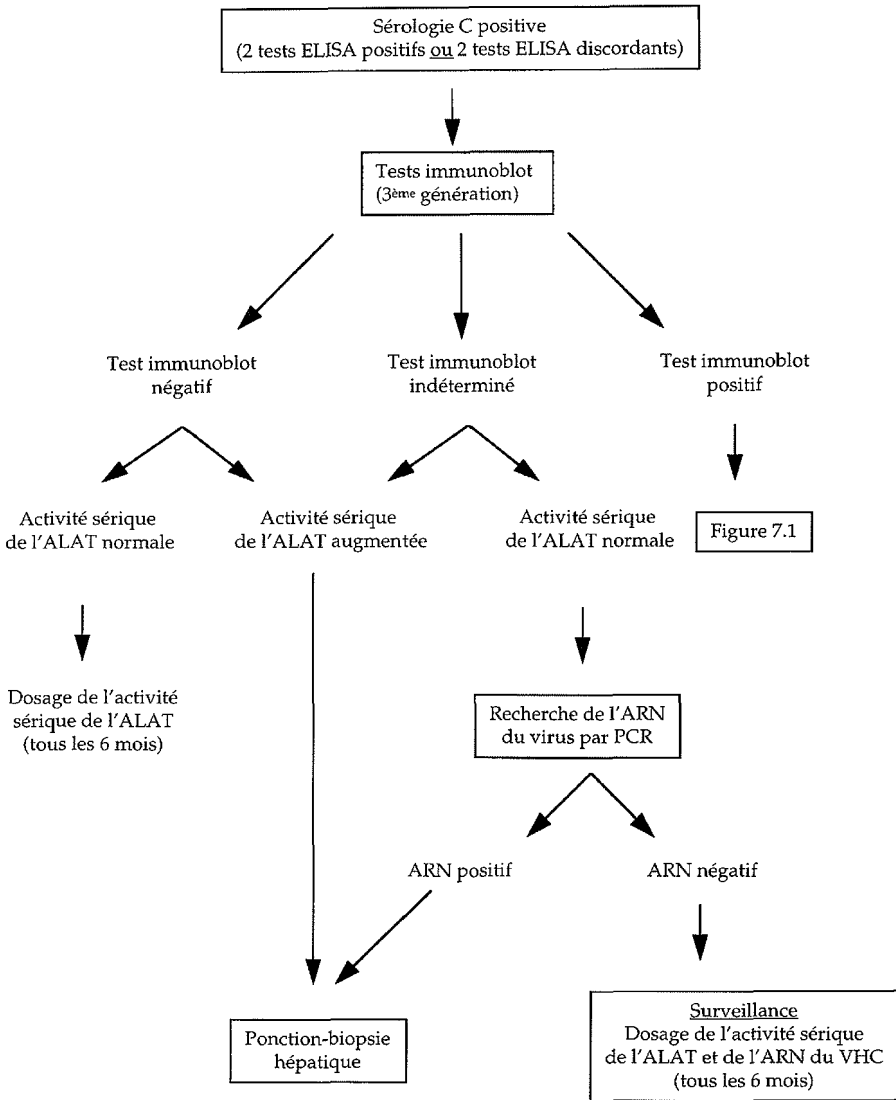 Sérologie C positive
(2 tests ELISA positifs ou 2 tests ELISA discordants)
Tests immunoblot
(3ème génération)
Test immunoblot
négatif
Test immunoblot
indéterminé
Test immunoblot
positif
Activité sérique
de l'ALAT normale
Activité sérique
de l'ALAT augmentée
Activité sérique
de l'ALAT normale
Figure 7.1
Dosage de l'activité
sérique de l'ALAT
(tous les 6 mois)
Recherche de l'ARN
du virus par PCR
ARN positif
ARN négatif
Ponction-biopsie
hépatique
Surveillance
Dosage de l'activité sérique
de l'ALAT et de l'ARN du VHC
(tous les 6 mois)